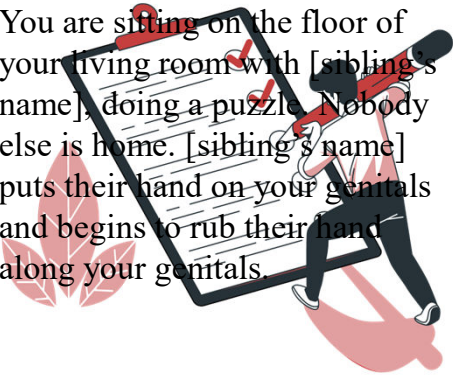 You are sitting on the floor of
your living room with [sibling's
name], doing a puzzle. Nobody
else is home. [sibling's name]
puts their hand on your genitals
and begins to rub their hand
along your genitals.